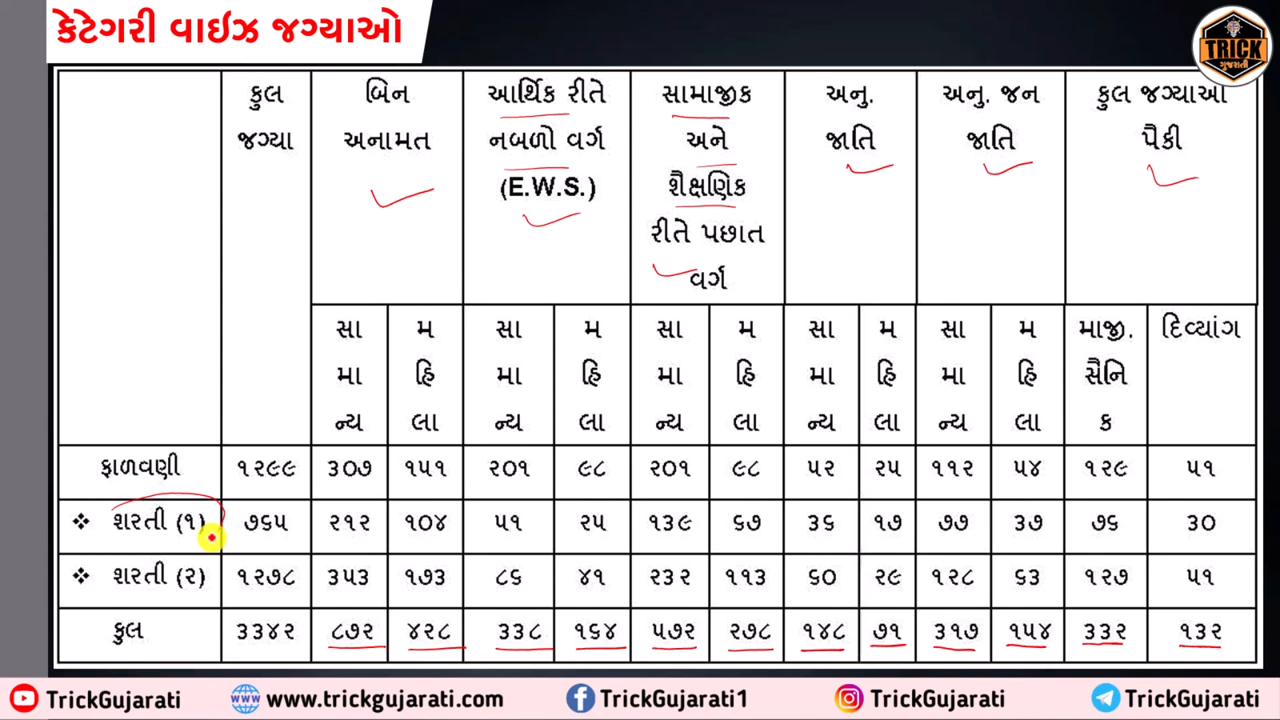 કેટેગરી વાઇઝ જગ્યાઓ
TRICK
ગુજરાતી
કુલ જગ્યા
બિન અનામત
આર્થિક રીતે નબળો વર્ગ (E.W.S.)
સામાજીક અને શૈક્ષણિક રીતે પછાત વર્ગ
અનુ. જાતિ
અનુ. જન જાતિ
કુલ જગ્યાઓ પૈકી
સામાન્ય મહિલા સામાન્ય મહિલા સામાન્ય મહિલા સામાન્ય મહિલા સામાન્ય મહિલા માજી. સૈનિક દિવ્યાંગ
ફાળવણી ૧૨૯૯ ૩૦૭ ૧૫૧ ૨૦૧ ૯૮ ૨૦૧ ૯૮ ૫૨ ૨૫ ૧૧૨ ૫૪ ૧૨૯ ૫૧
❖ શરતી (૧) ૭૬૫ ૨૧૨ ૧૦૪ ૫૧ ૨૫ ૧૩૯ ૬૭ ૩૬ ૧૭ ૭૭ ૩૭ ૭૬ ૩૦
❖ શરતી (૨) ૧૨૭૮ ૩૫૩ ૧૭૩ ૮૬ ૪૧ ૨૩૨ ૧૧૩ ૬૦ ૨૯ ૧૨૮ ૬૩ ૧૨૭ ૫૧
કુલ ૩૩૪૨ ૮૭૨ ૪૨૮ ૩૩૮ ૧૬૪ ૫૭૨ ૨૭૮ ૧૪૮ ૭૧ ૩૧૭ ૧૫૪ ૩૩૨ ૧૩૨
TrickGujarati www.trickgujarati.com TrickGujarati1 TrickGujarati TrickGujarati